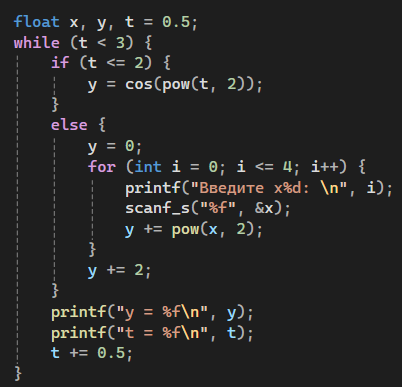 float x, y, t = 0.5;
while (t < 3) {
    if (t <= 2) {
        y = cos(pow(t, 2));
    }
    else {
        y = 0;
        for (int i = 0; i <= 4; i++) {
            printf("Введите x%d: \n", i);
            scanf_s("%f", &x);
            y += pow(x, 2);
        }
        y += 2;
    }
    printf("y = %f\n", y);
    printf("t = %f\n", t);
    t += 0.5;
}